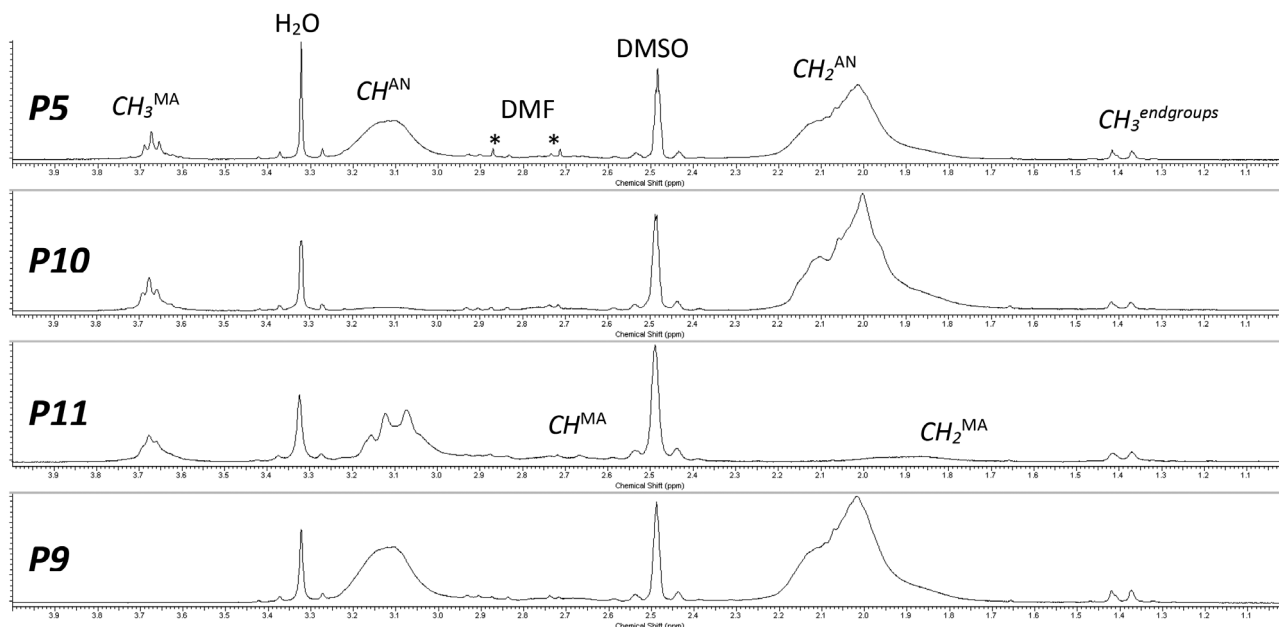 H₂O
DMSO
CH₂ᴬᴺ
CHᴬᴺ
CH₃ᴹᴬ
DMF
P5
CH₃ᵉⁿᵈᵍʳᵒᵘᵖˢ
* *
3.9 3.8 3.7 3.6 3.5 3.4 3.3 3.2 3.1 3.0 2.9 2.8 2.7 2.6 2.5 2.4 2.3 2.2 2.1 2.0 1.9 1.8 1.7 1.6 1.5 1.4 1.3 1.2 1.1
Chemical Shift (ppm)
P10
3.9 3.8 3.7 3.6 3.5 3.4 3.3 3.2 3.1 3.0 2.9 2.8 2.7 2.6 2.5 2.4 2.3 2.2 2.1 2.0 1.9 1.8 1.7 1.6 1.5 1.4 1.3 1.2 1.1
Chemical Shift (ppm)
P11
CHᴹᴬ
CH₂ᴹᴬ
3.9 3.8 3.7 3.6 3.5 3.4 3.3 3.2 3.1 3.0 2.9 2.8 2.7 2.6 2.5 2.4 2.3 2.2 2.1 2.0 1.9 1.8 1.7 1.6 1.5 1.4 1.3 1.2 1.1
Chemical Shift (ppm)
P9
3.9 3.8 3.7 3.6 3.5 3.4 3.3 3.2 3.1 3.0 2.9 2.8 2.7 2.6 2.5 2.4 2.3 2.2 2.1 2.0 1.9 1.8 1.7 1.6 1.5 1.4 1.3 1.2 1.1
Chemical Shift (ppm)